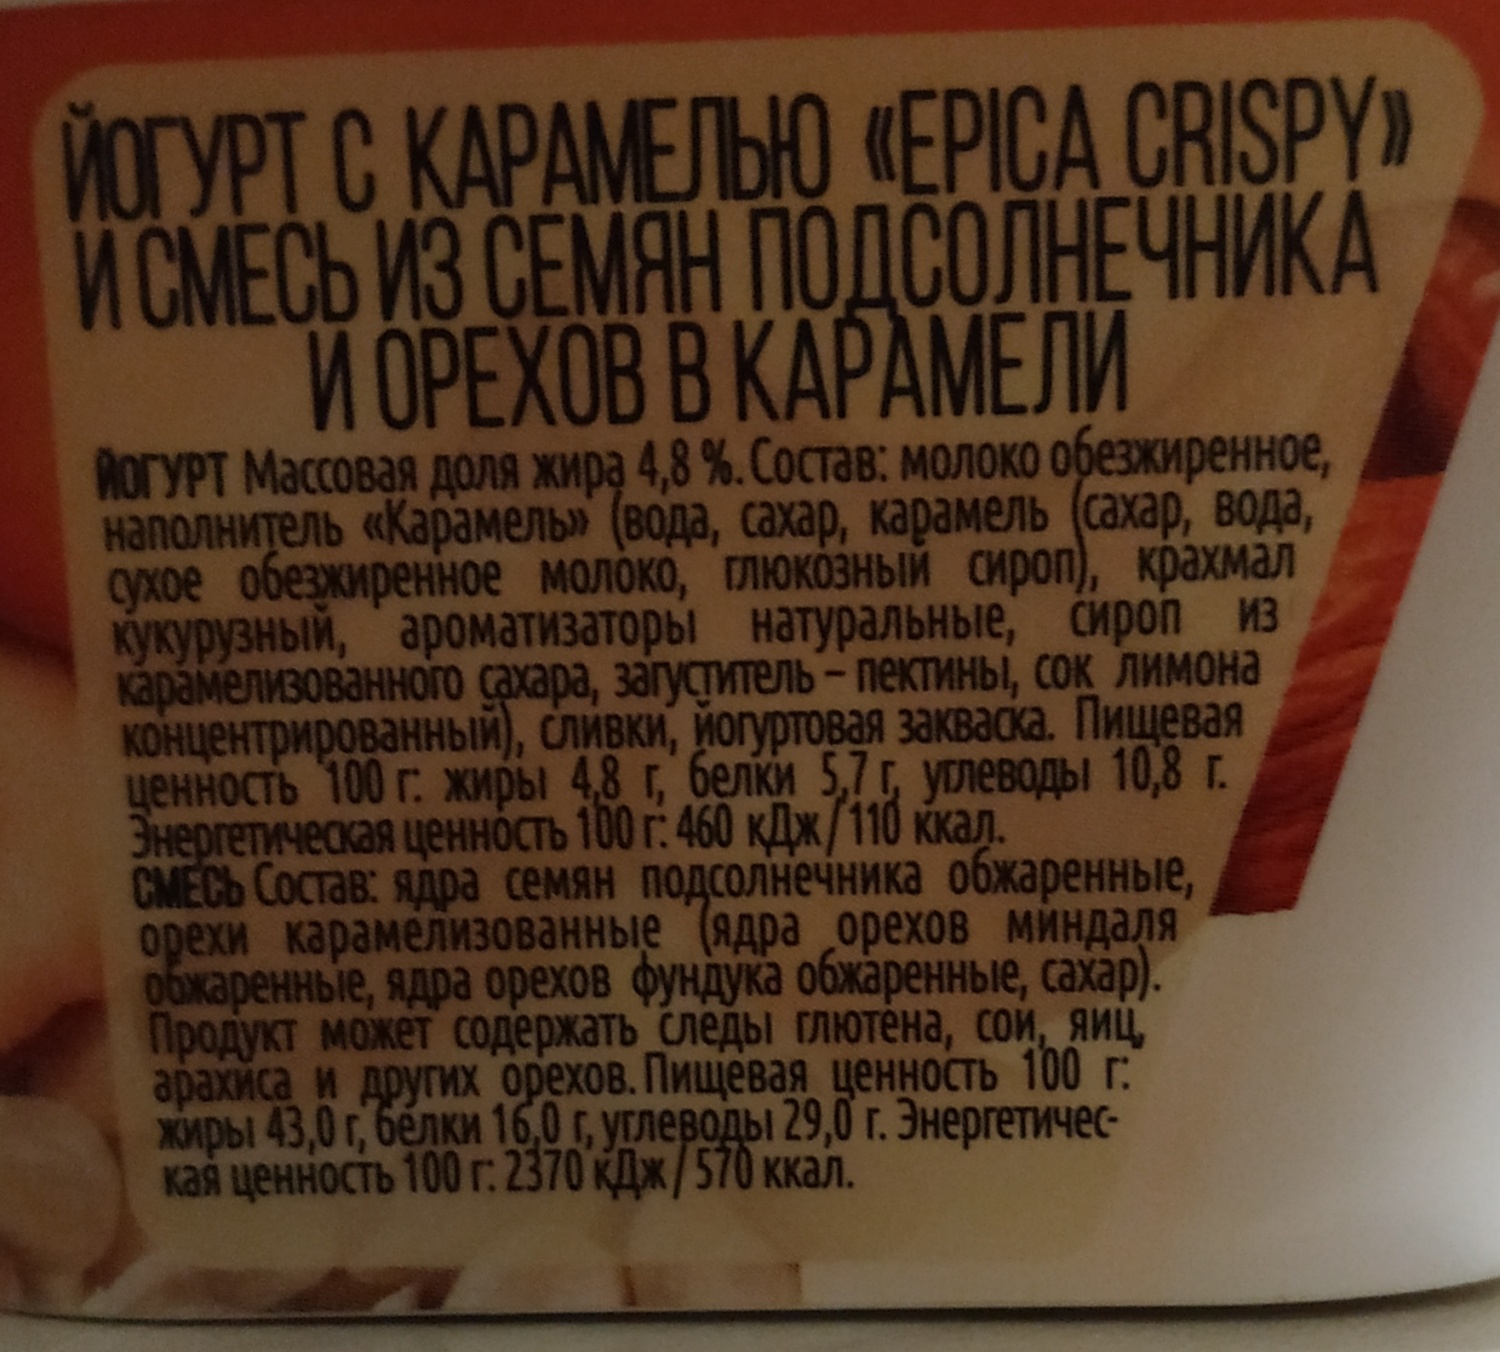 ЙОГУРТ С КАРАМЕЛЬЮ «EPICA CRISPY»
И СМЕСЬ ИЗ СЕМЯН ПОДСОЛНЕЧНИКА
И ОРЕХОВ В КАРАМЕЛИ
ЙОГУРТ Массовая доля жира 4,8 %. Состав: молоко обезжиренное,
наполнитель «Карамель» (вода, сахар, карамель (сахар, вода,
сухое обезжиренное молоко, глюкозный сироп), крахмал
кукурузный, ароматизаторы натуральные, сироп из
карамелизованного сахара, загуститель – пектины, сок лимона
концентрированный), сливки, йогуртовая закваска. Пищевая
ценность 100 г: жиры 4,8 г, белки 5,7 г, углеводы 10,8 г.
Энергетическая ценность 100 г: 460 кДж / 110 ккал.
СМЕСЬ Состав: ядра семян подсолнечника обжаренные,
орехи карамелизованные (ядра орехов миндаля
обжаренные, ядра орехов фундука обжаренные, сахар).
Продукт может содержать следы глютена, сои, яиц,
арахиса и других орехов. Пищевая ценность 100 г:
жиры 43,0 г, белки 16,0 г, углеводы 29,0 г. Энергетичес-
кая ценность 100 г: 2370 кДж / 570 ккал.